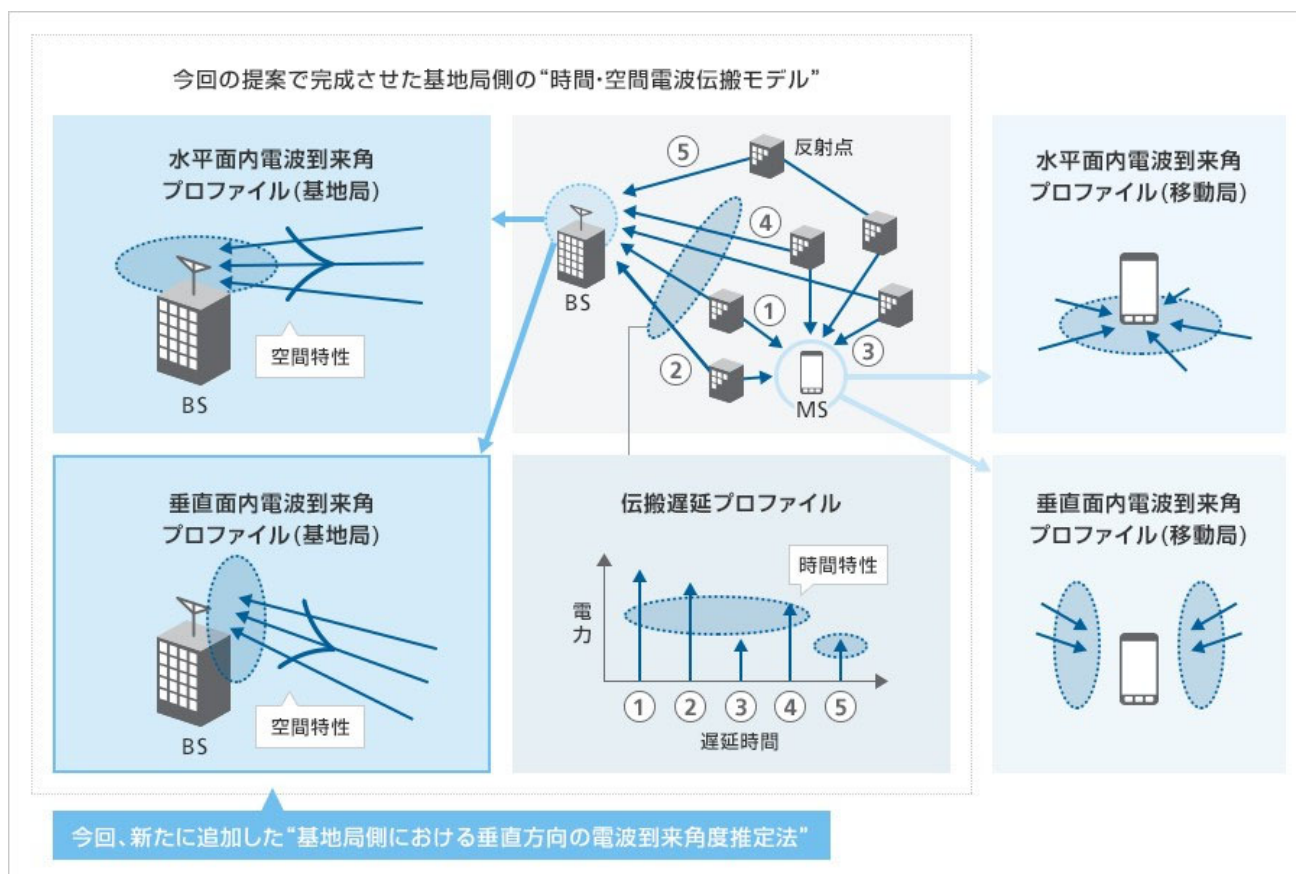 今回の提案で完成させた基地局側の“時間・空間電波伝搬モデル”
水平面内電波到来角
プロファイル(基地局)
空間特性
BS
反射点
⑤
④
①
③
②
BS
MS
水平面内電波到来角
プロファイル(移動局)
垂直面内電波到来角
プロファイル(基地局)
空間特性
BS
伝搬遅延プロファイル
時間特性
電力
① ② ③ ④ ⑤
遅延時間
垂直面内電波到来角
プロファイル(移動局)
今回、新たに追加した“基地局側における垂直方向の電波到来角度推定法”